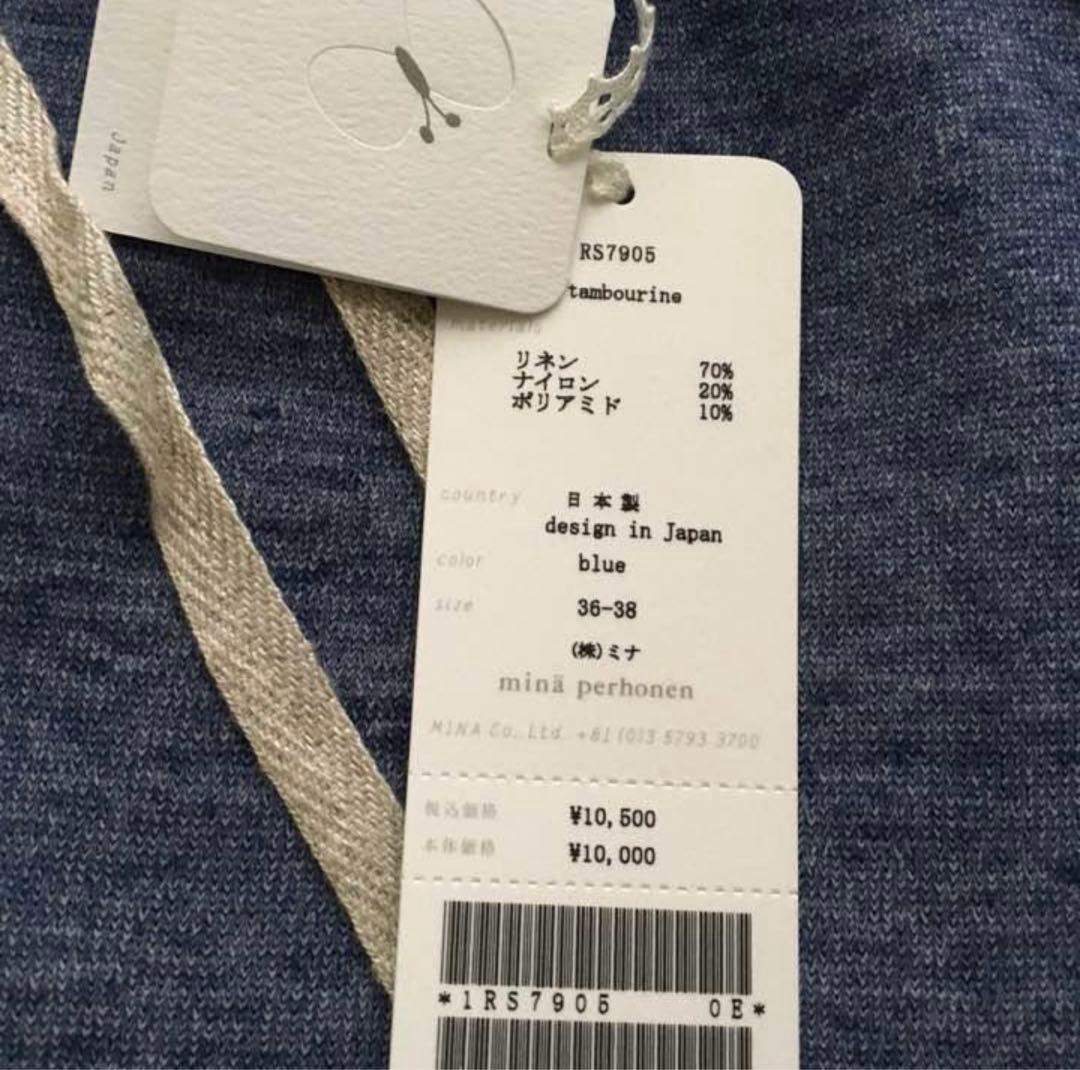 Japan
RS7905
tambourine
materials
リネン 70%
ナイロン 20%
ポリアミド 10%
country 日本製
design in Japan
color blue
size 36-38
(株)ミナ
minä perhonen
MINA Co., Ltd. +81 (0)3 5793 3700
税込価格 ¥10,500
本体価格 ¥10,000
*1RS7905 0E*